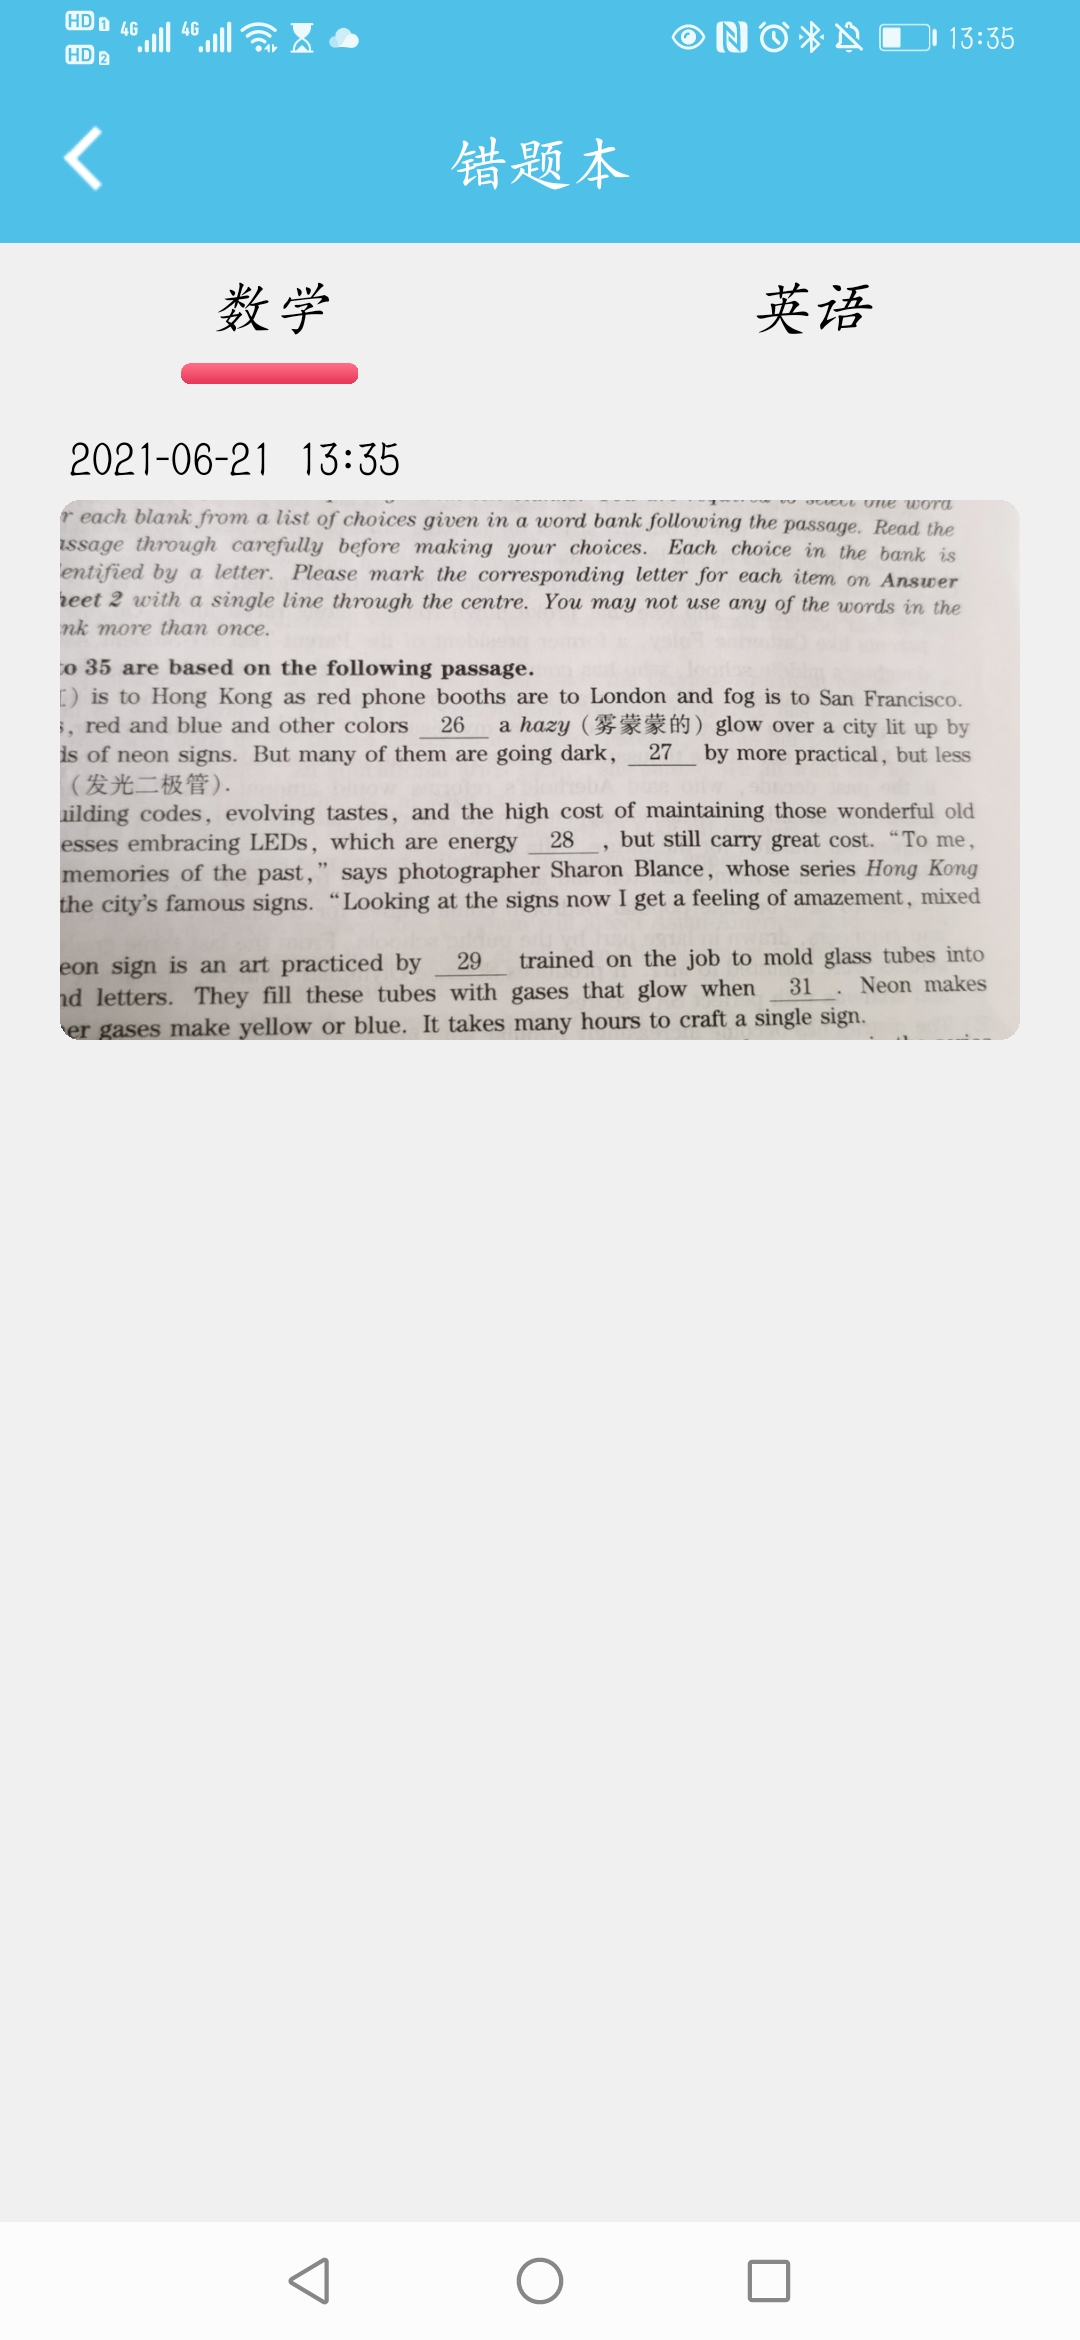 HD 1 4G 4G 13:35
HD 2
错题本
数学 英语
2021-06-21 13:35
select one word
r each blank from a list of choices given in a word bank following the passage. Read the
assage through carefully before making your choices. Each choice in the bank is
entified by a letter. Please mark the corresponding letter for each item on Answer
heet 2 with a single line through the centre. You may not use any of the words in the
nk more than once.
to 35 are based on the following passage.
) is to Hong Kong as red phone booths are to London and fog is to San Francisco.
s, red and blue and other colors 26 a hazy (雾蒙蒙的) glow over a city lit up by
ds of neon signs. But many of them are going dark, 27 by more practical, but less
(发光二极管).
uilding codes, evolving tastes, and the high cost of maintaining those wonderful old
esses embracing LEDs, which are energy 28 , but still carry great cost. “To me,
memories of the past,” says photographer Sharon Blance, whose series Hong Kong
the city’s famous signs. “Looking at the signs now I get a feeling of amazement, mixed
eon sign is an art practiced by 29 trained on the job to mold glass tubes into
nd letters. They fill these tubes with gases that glow when 31 . Neon makes
er gases make yellow or blue. It takes many hours to craft a single sign.